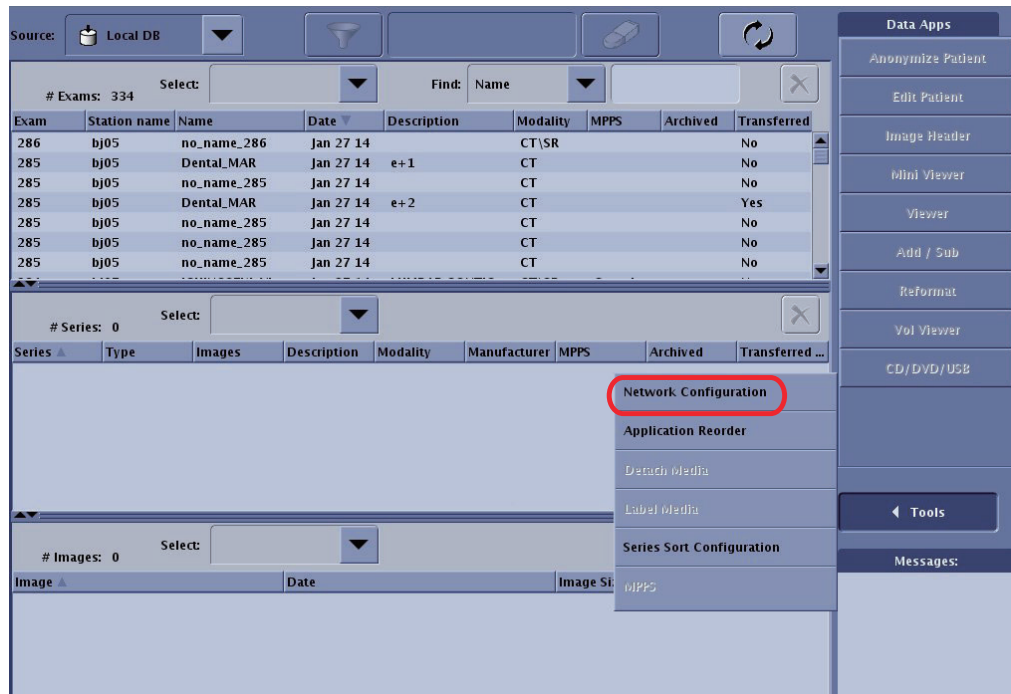 Source: Local DB
Select:
Find: Name
# Exams: 334
Exam Station name Name Date Description Modality MPPS Archived Transferred
286 bj05 no_name_286 Jan 27 14 CT\SR No
285 bj05 Dental_MAR Jan 27 14 e+1 CT No
285 bj05 no_name_285 Jan 27 14 CT No
285 bj05 Dental_MAR Jan 27 14 e+2 CT Yes
285 bj05 no_name_285 Jan 27 14 CT No
285 bj05 no_name_285 Jan 27 14 CT No
285 bj05 no_name_285 Jan 27 14 CT No
Select:
# Series: 0
Series Type Images Description Modality Manufacturer MPPS Archived Transferred ...
Network Configuration
Application Reorder
Detach Media
Label Media
Series Sort Configuration
MPPS
Select:
# Images: 0
Image Date Image Si
Data Apps
Anonymize Patient
Edit Patient
Image Header
Mini Viewer
Viewer
Add / Sub
Reformat
Vol Viewer
CD/DVD/USB
Tools
Messages: